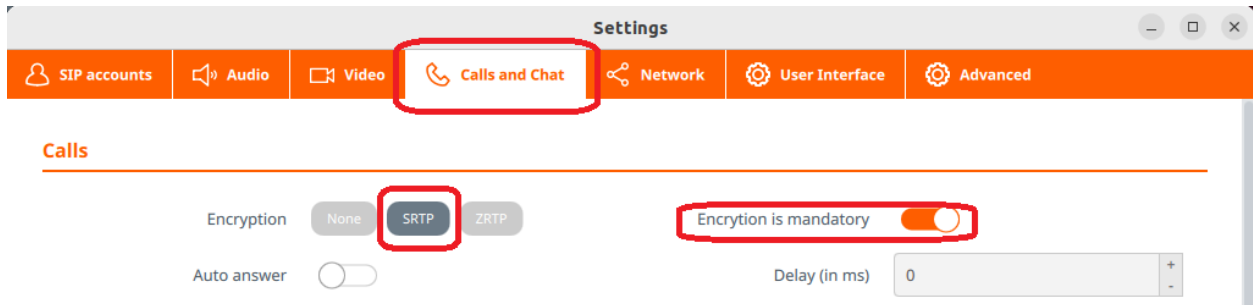 Settings
SIP accounts Audio Video Calls and Chat Network User Interface Advanced
Calls
Encryption None SRTP ZRTP Encrytion is mandatory
Auto answer Delay (in ms) 0 + -